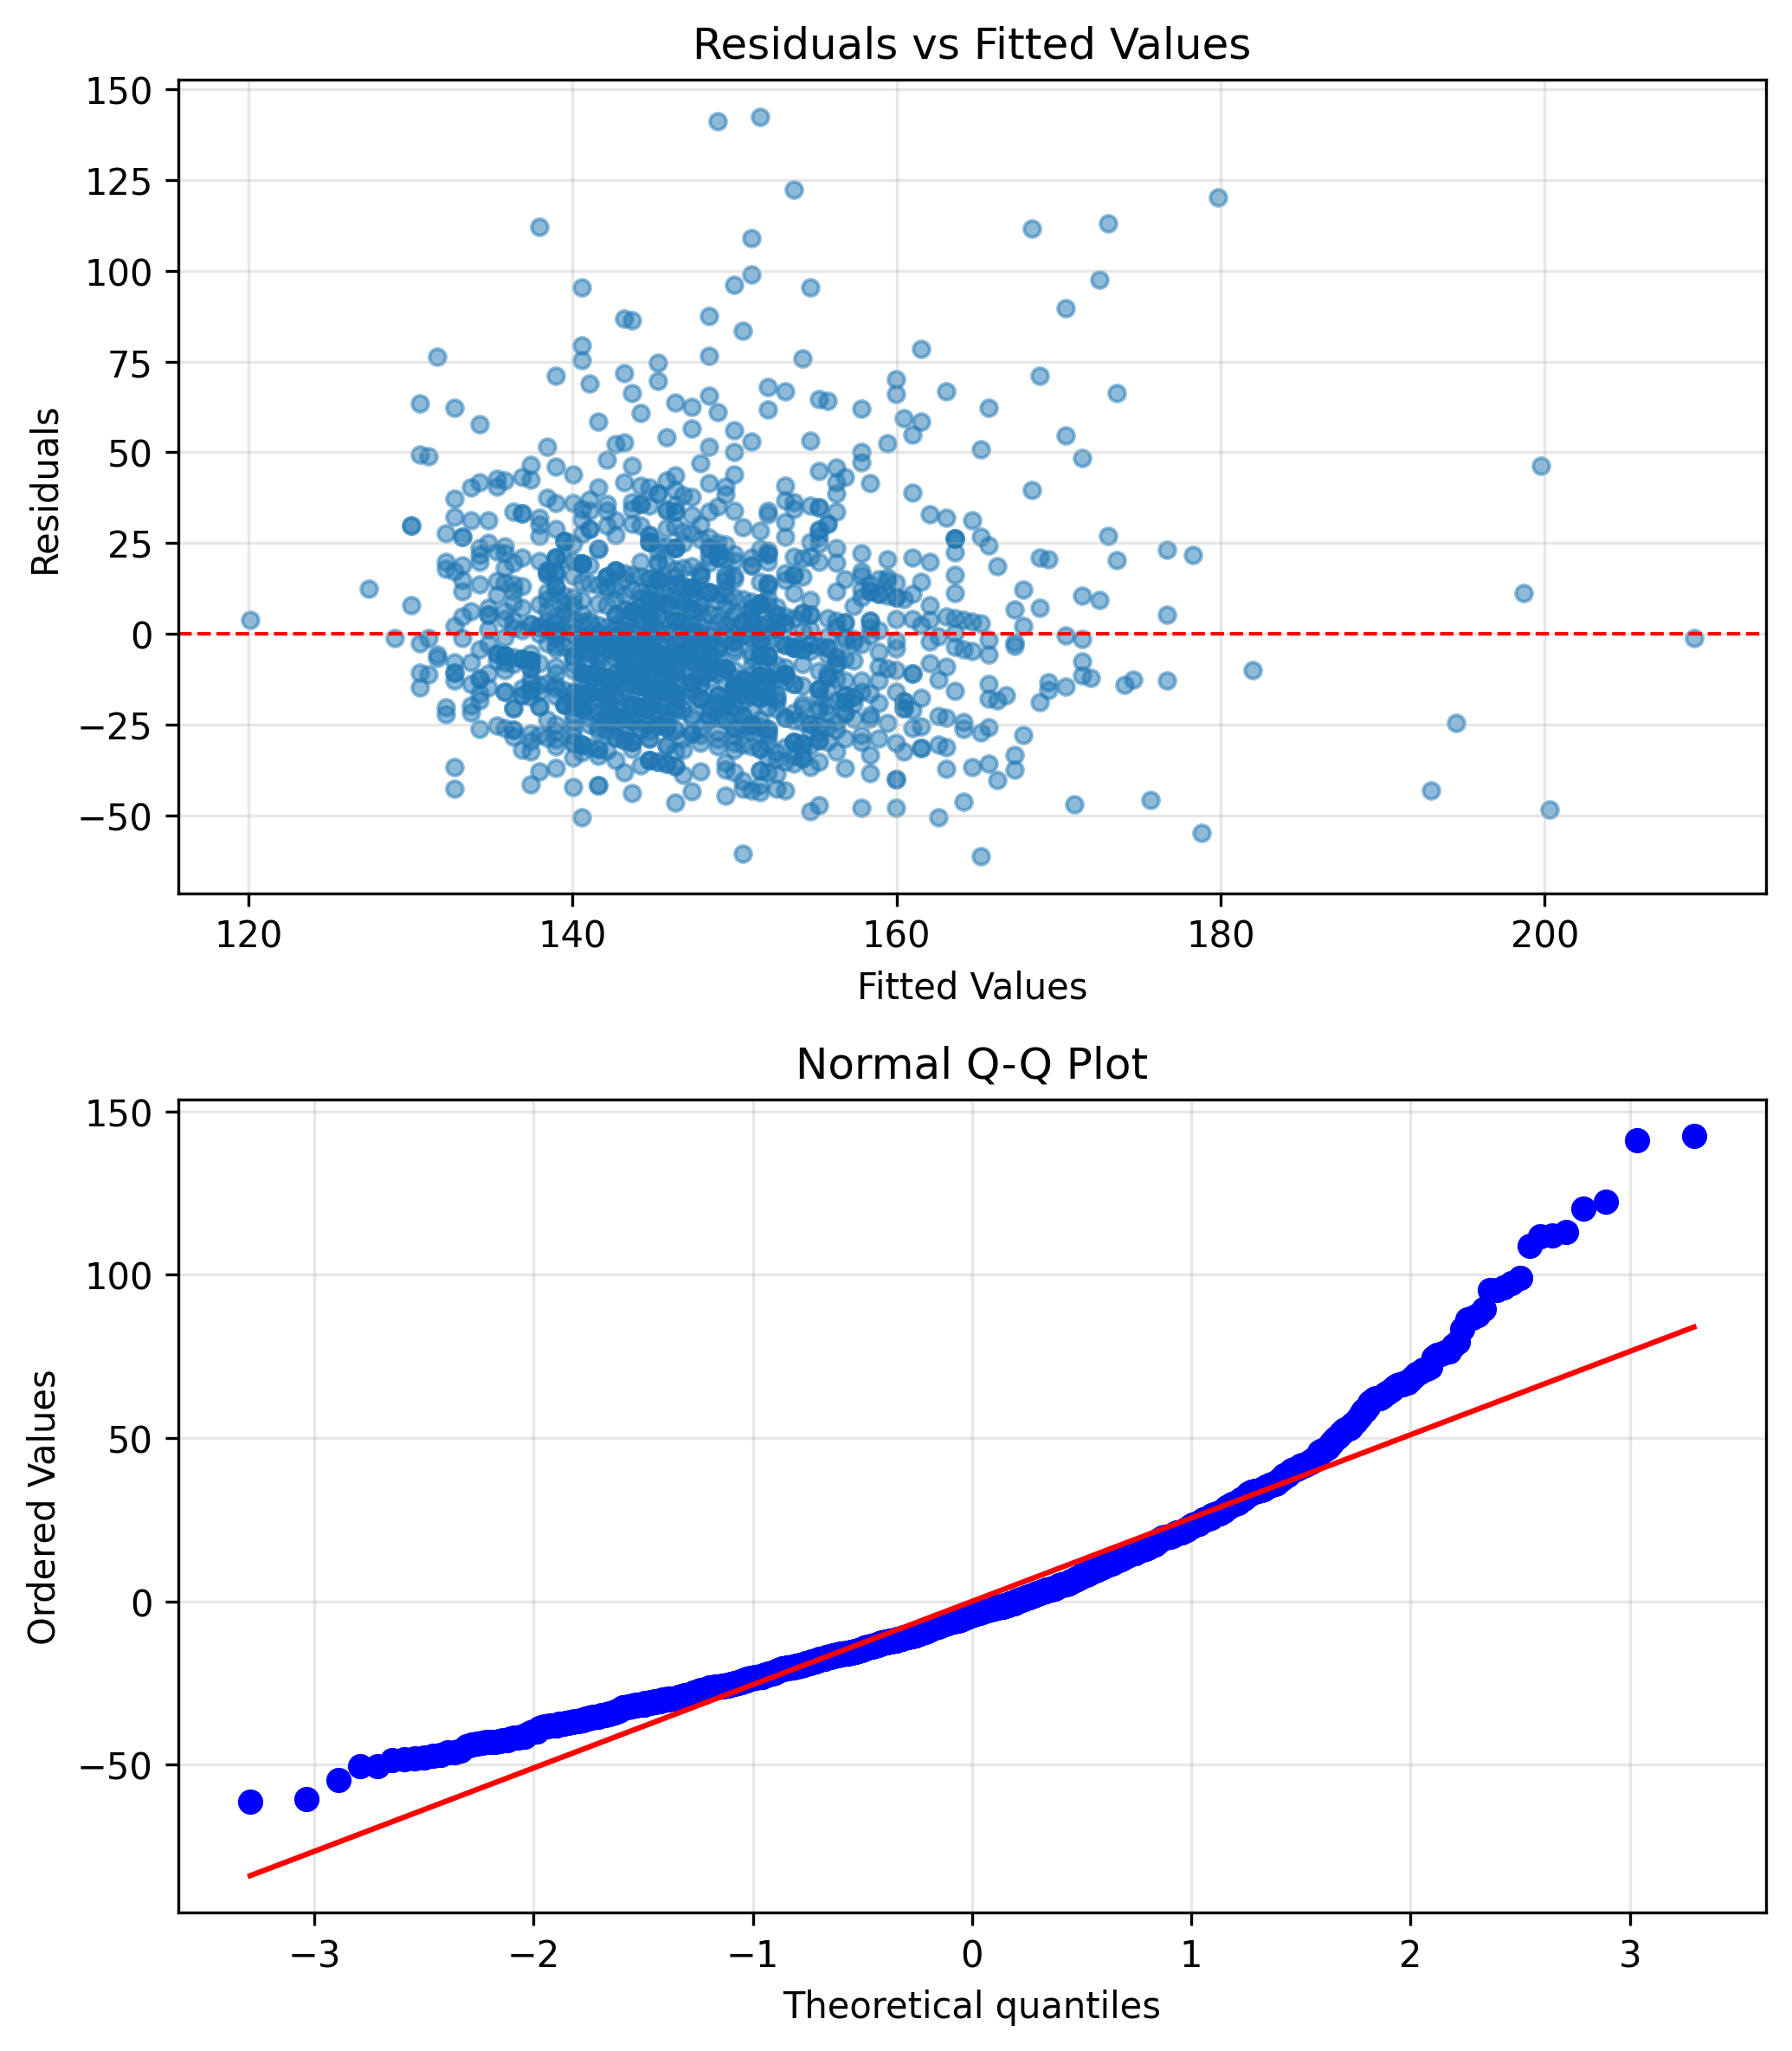 Residuals vs Fitted Values
150
125
100
75
50
25
0
−25
−50
Residuals
120 140 160 180 200
Fitted Values
Normal Q-Q Plot
150
100
50
0
−50
Ordered Values
−3 −2 −1 0 1 2 3
Theoretical quantiles